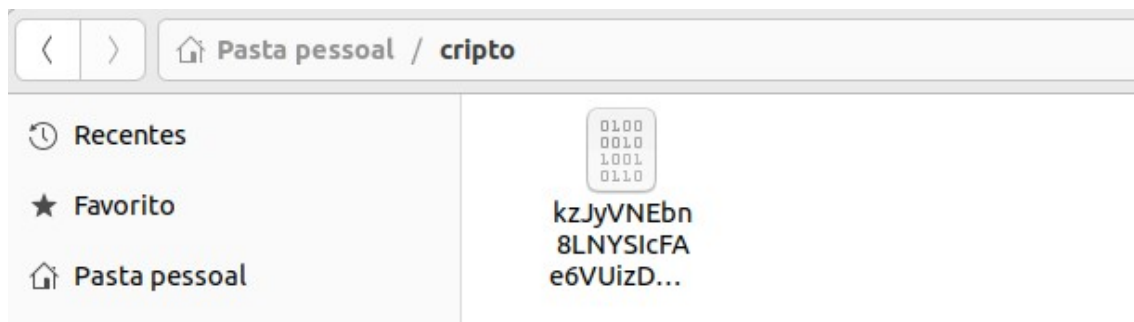 Pasta pessoal / cripto
Recentes
Favorito
Pasta pessoal
0100
0010
1001
0110
kzJyVNEbn
8LNYSIcFA
e6VUizD...